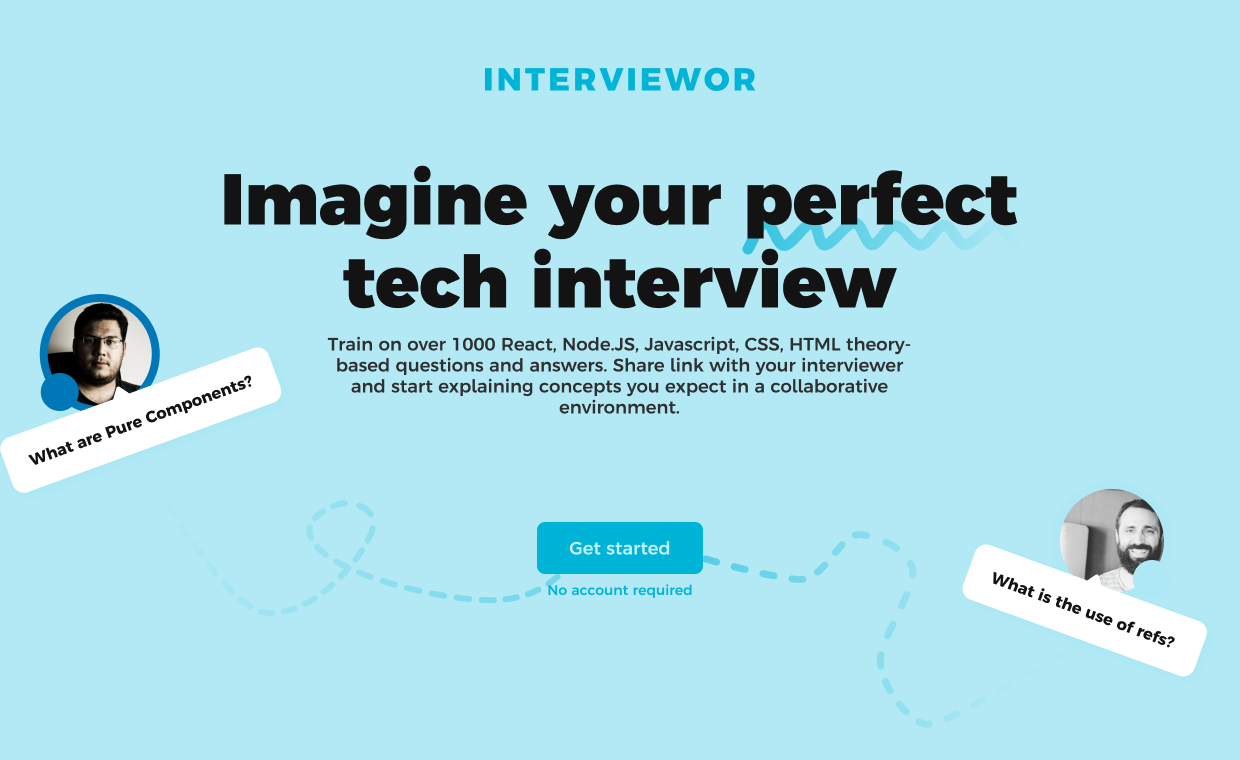 INTERVIEWOR
Imagine your perfect
tech interview
Train on over 1000 React, Node.JS, Javascript, CSS, HTML theory-
based questions and answers. Share link with your interviewer
and start explaining concepts you expect in a collaborative
environment.
What are Pure Components?
Get started
No account required
What is the use of refs?